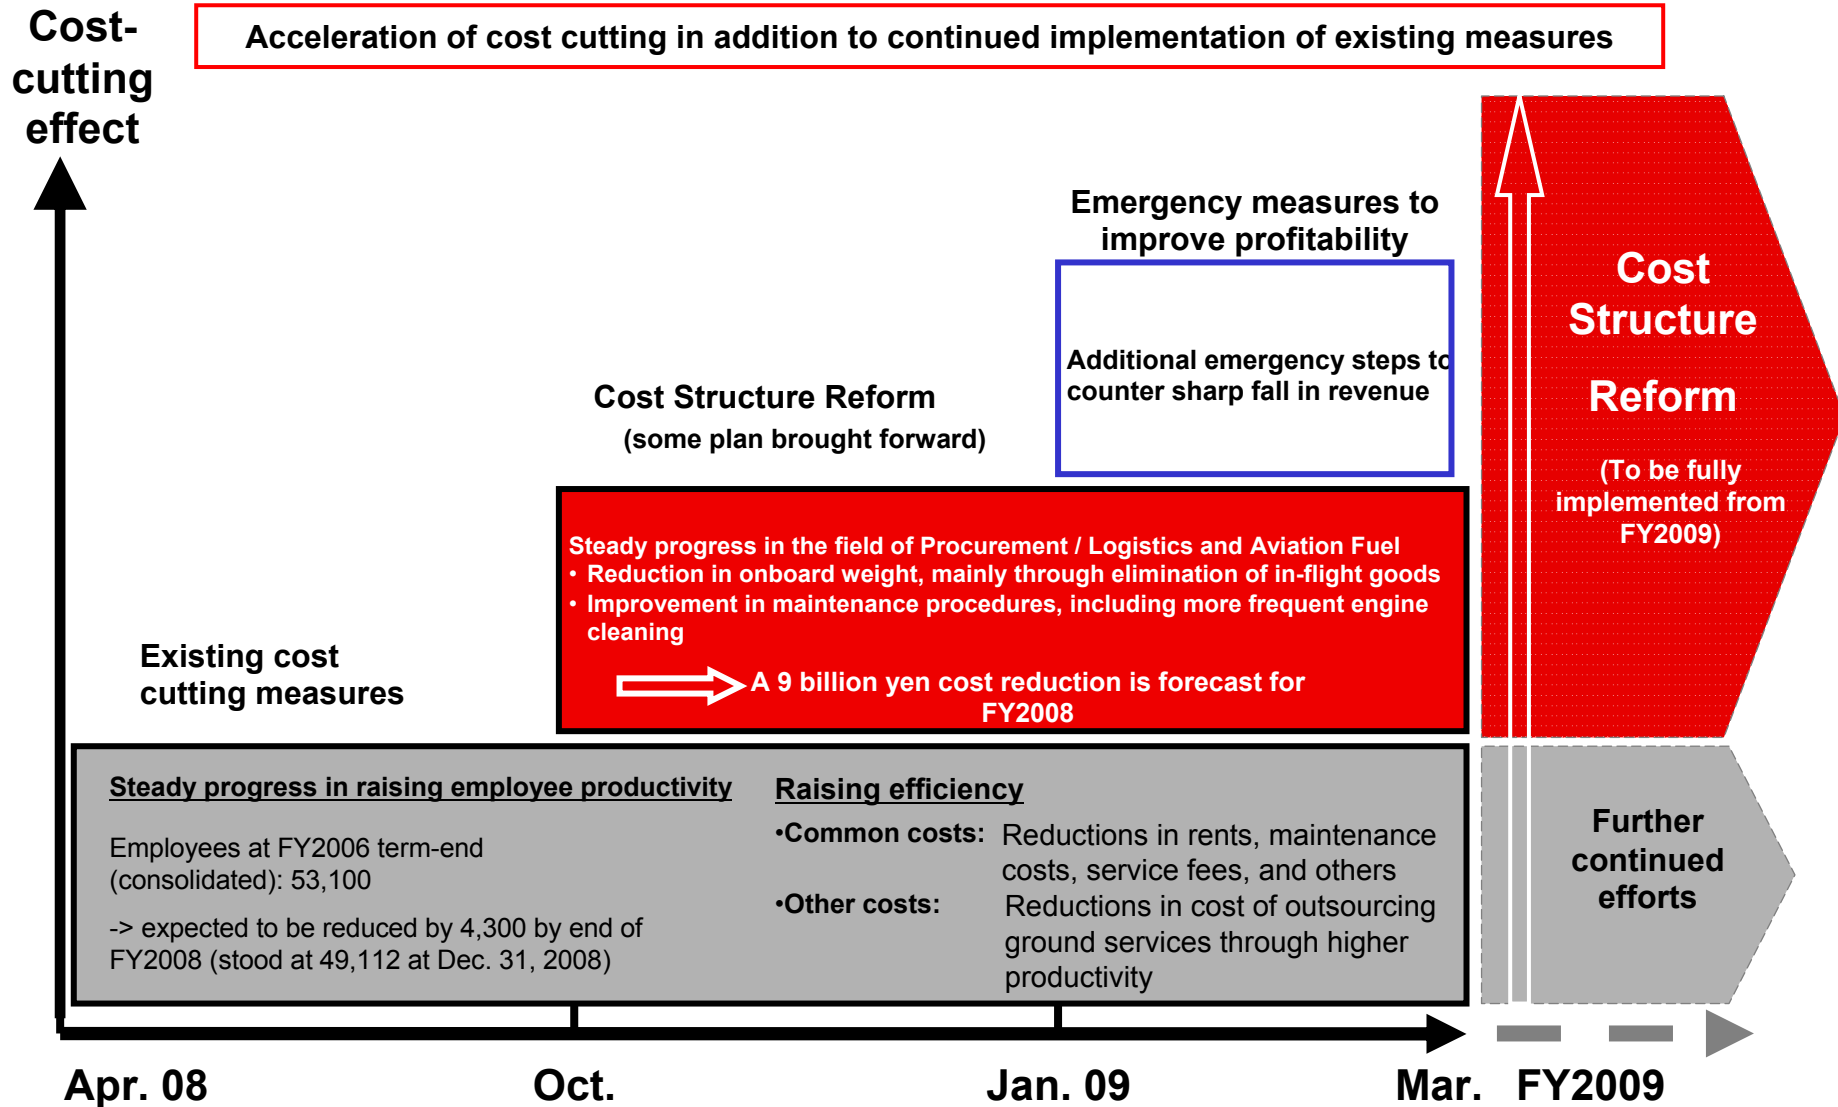 Cost-
cutting
effect
Acceleration of cost cutting in addition to continued implementation of existing measures
Emergency measures to
improve profitability
Additional emergency steps to
counter sharp fall in revenue
Cost Structure Reform
(some plan brought forward)
Steady progress in the field of Procurement / Logistics and Aviation Fuel
• Reduction in onboard weight, mainly through elimination of in-flight goods
• Improvement in maintenance procedures, including more frequent engine
cleaning
A 9 billion yen cost reduction is forecast for
FY2008
Cost
Structure
Reform
(To be fully
implemented from
FY2009)
Existing cost
cutting measures
Steady progress in raising employee productivity
Employees at FY2006 term-end
(consolidated): 53,100
-> expected to be reduced by 4,300 by end of
FY2008 (stood at 49,112 at Dec. 31, 2008)
Raising efficiency
•Common costs: Reductions in rents, maintenance
costs, service fees, and others
•Other costs: Reductions in cost of outsourcing
ground services through higher
productivity
Further
continued
efforts
Apr. 08 Oct. Jan. 09 Mar. FY2009